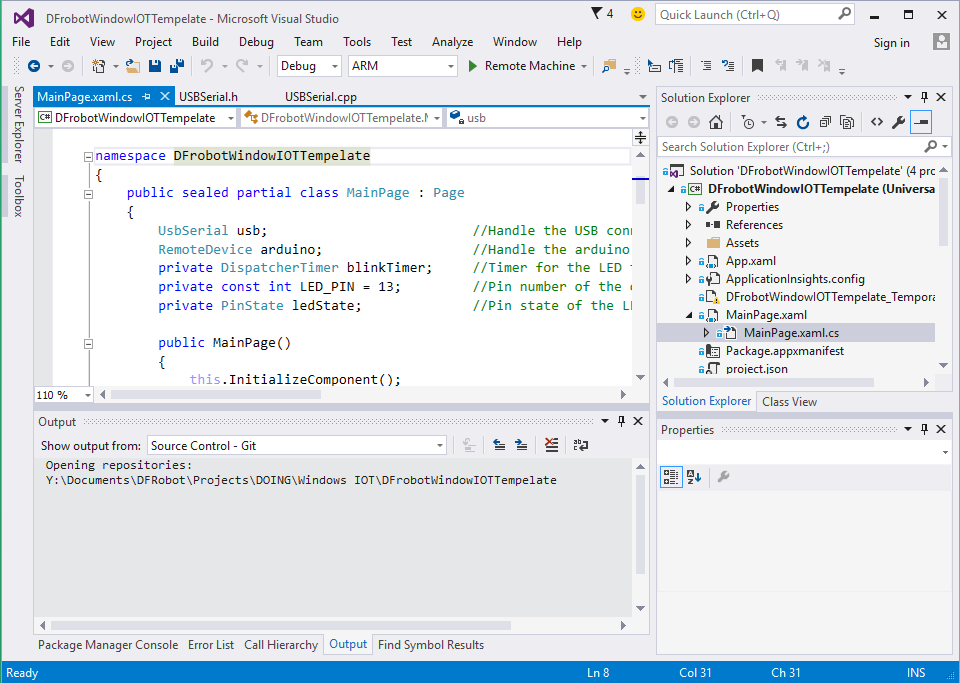 DFrobotWindowIOTTempelate - Microsoft Visual Studio
4
Quick Launch (Ctrl+Q)
File Edit View Project Build Debug Team Tools Test Analyze Window Help
Sign in
Debug ARM Remote Machine
Server Explorer
Toolbox
MainPage.xaml.cs USBSerial.h USBSerial.cpp
C# DFrobotWindowIOTTempelate DFrobotWindowIOTTempelate.M usb
namespace DFrobotWindowIOTTempelate
{
public sealed partial class MainPage : Page
{
UsbSerial usb; //Handle the USB conn
RemoteDevice arduino; //Handle the arduino
private DispatcherTimer blinkTimer; //Timer for the LED
private const int LED_PIN = 13; //Pin number of the
private PinState ledState; //Pin state of the LE
public MainPage()
{
this.InitializeComponent();
110 %
Output
Show output from: Source Control - Git
Opening repositories:
Y:\Documents\DFRobot\Projects\DOING\Windows IOT\DFrobotWindowIOTTempelate
Package Manager Console Error List Call Hierarchy Output Find Symbol Results
Solution Explorer
Search Solution Explorer (Ctrl+;)
Solution 'DFrobotWindowIOTTempelate' (4 pro
C# DFrobotWindowIOTTempelate (Universa
Properties
References
Assets
App.xaml
ApplicationInsights.config
DFrobotWindowIOTTempelate_Tempora
MainPage.xaml
MainPage.xaml.cs
Package.appxmanifest
project.json
Solution Explorer Class View
Properties
Ready Ln 8 Col 31 Ch 31 INS